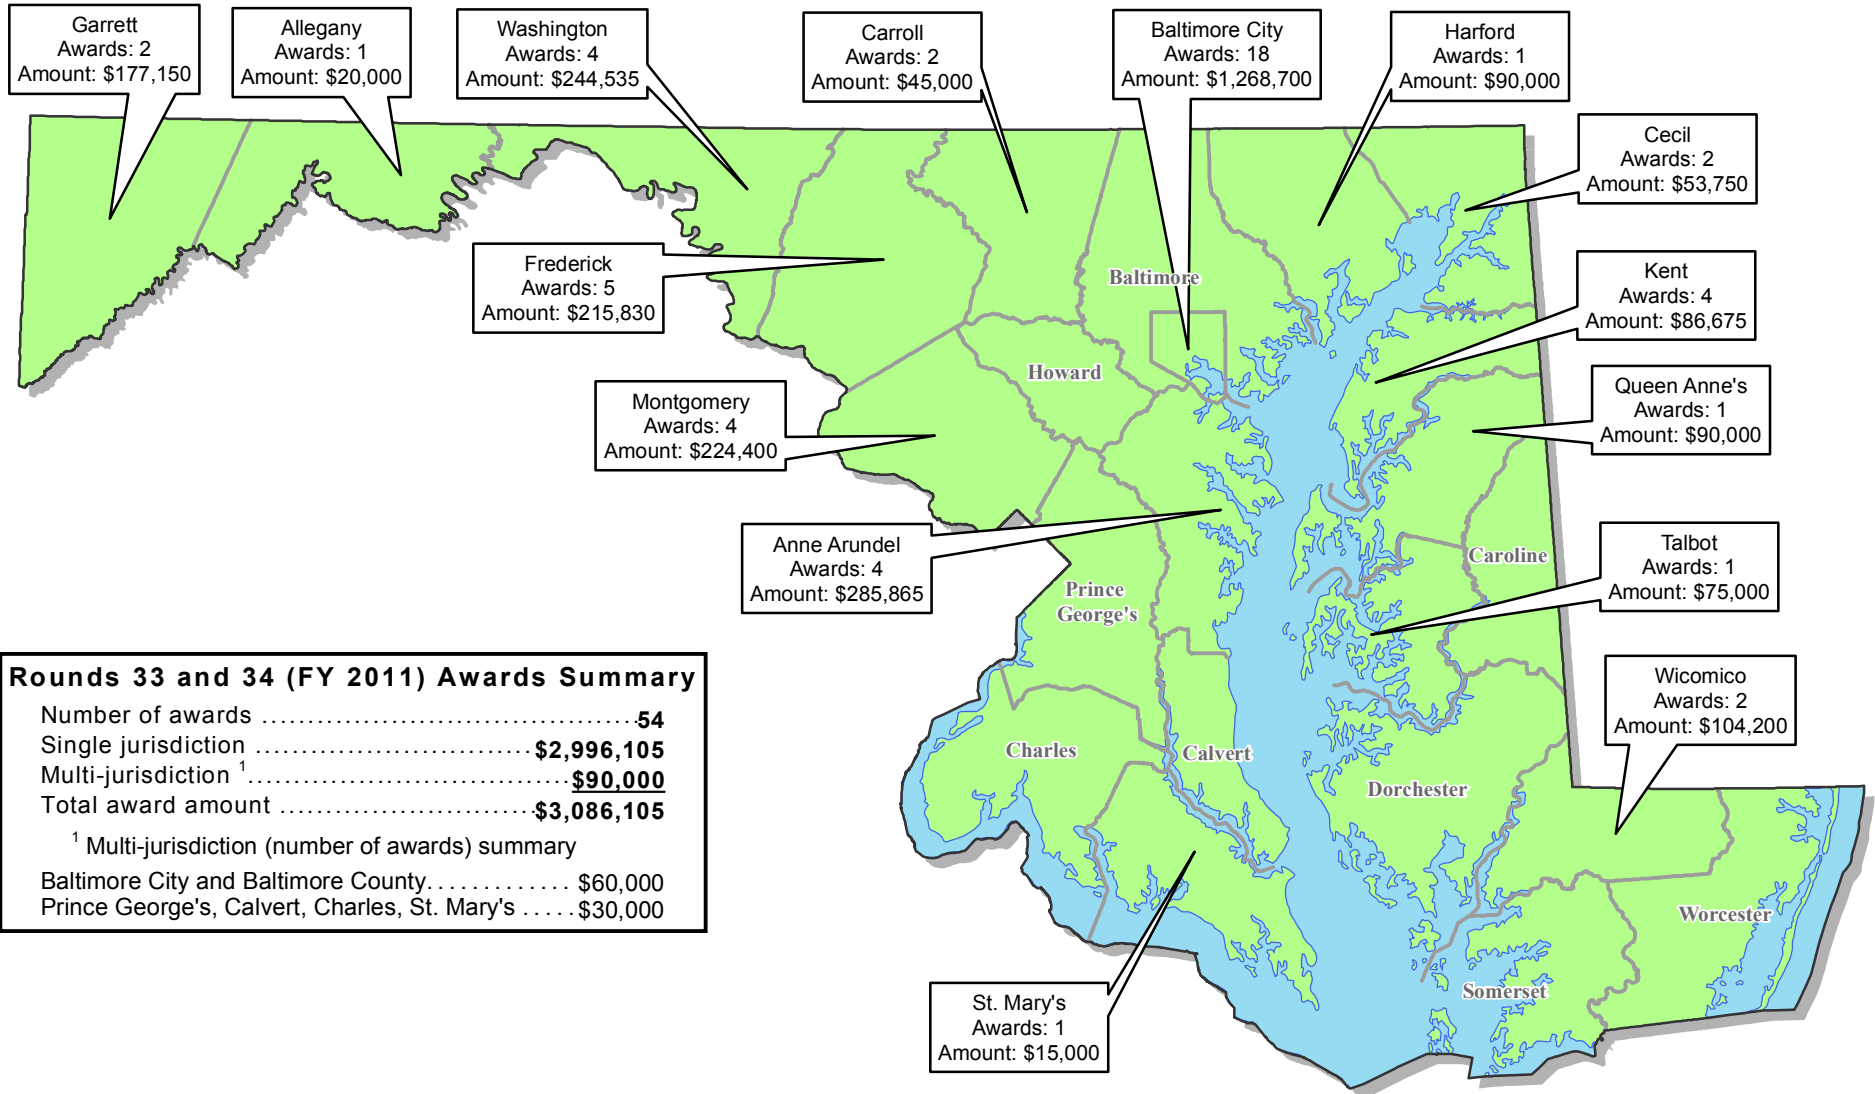 Garrett
Awards: 2
Amount: $177,150
Allegany
Awards: 1
Amount: $20,000
Washington
Awards: 4
Amount: $244,535
Carroll
Awards: 2
Amount: $45,000
Baltimore City
Awards: 18
Amount: $1,268,700
Harford
Awards: 1
Amount: $90,000
Cecil
Awards: 2
Amount: $53,750
Frederick
Awards: 5
Amount: $215,830
Baltimore
Kent
Awards: 4
Amount: $86,675
Howard
Montgomery
Awards: 4
Amount: $224,400
Queen Anne's
Awards: 1
Amount: $90,000
Anne Arundel
Awards: 4
Amount: $285,865
Caroline
Talbot
Awards: 1
Amount: $75,000
Prince
George's
Wicomico
Awards: 2
Amount: $104,200
Charles
Calvert
Dorchester
Worcester
Somerset
St. Mary's
Awards: 1
Amount: $15,000
Rounds 33 and 34 (FY 2011) Awards Summary
Number of awards ........................................54
Single jurisdiction ..............................$2,996,105
Multi-jurisdiction 1...................................$90,000
Total award amount ............................$3,086,105
1 Multi-jurisdiction (number of awards) summary
Baltimore City and Baltimore County............. $60,000
Prince George's, Calvert, Charles, St. Mary's .....$30,000